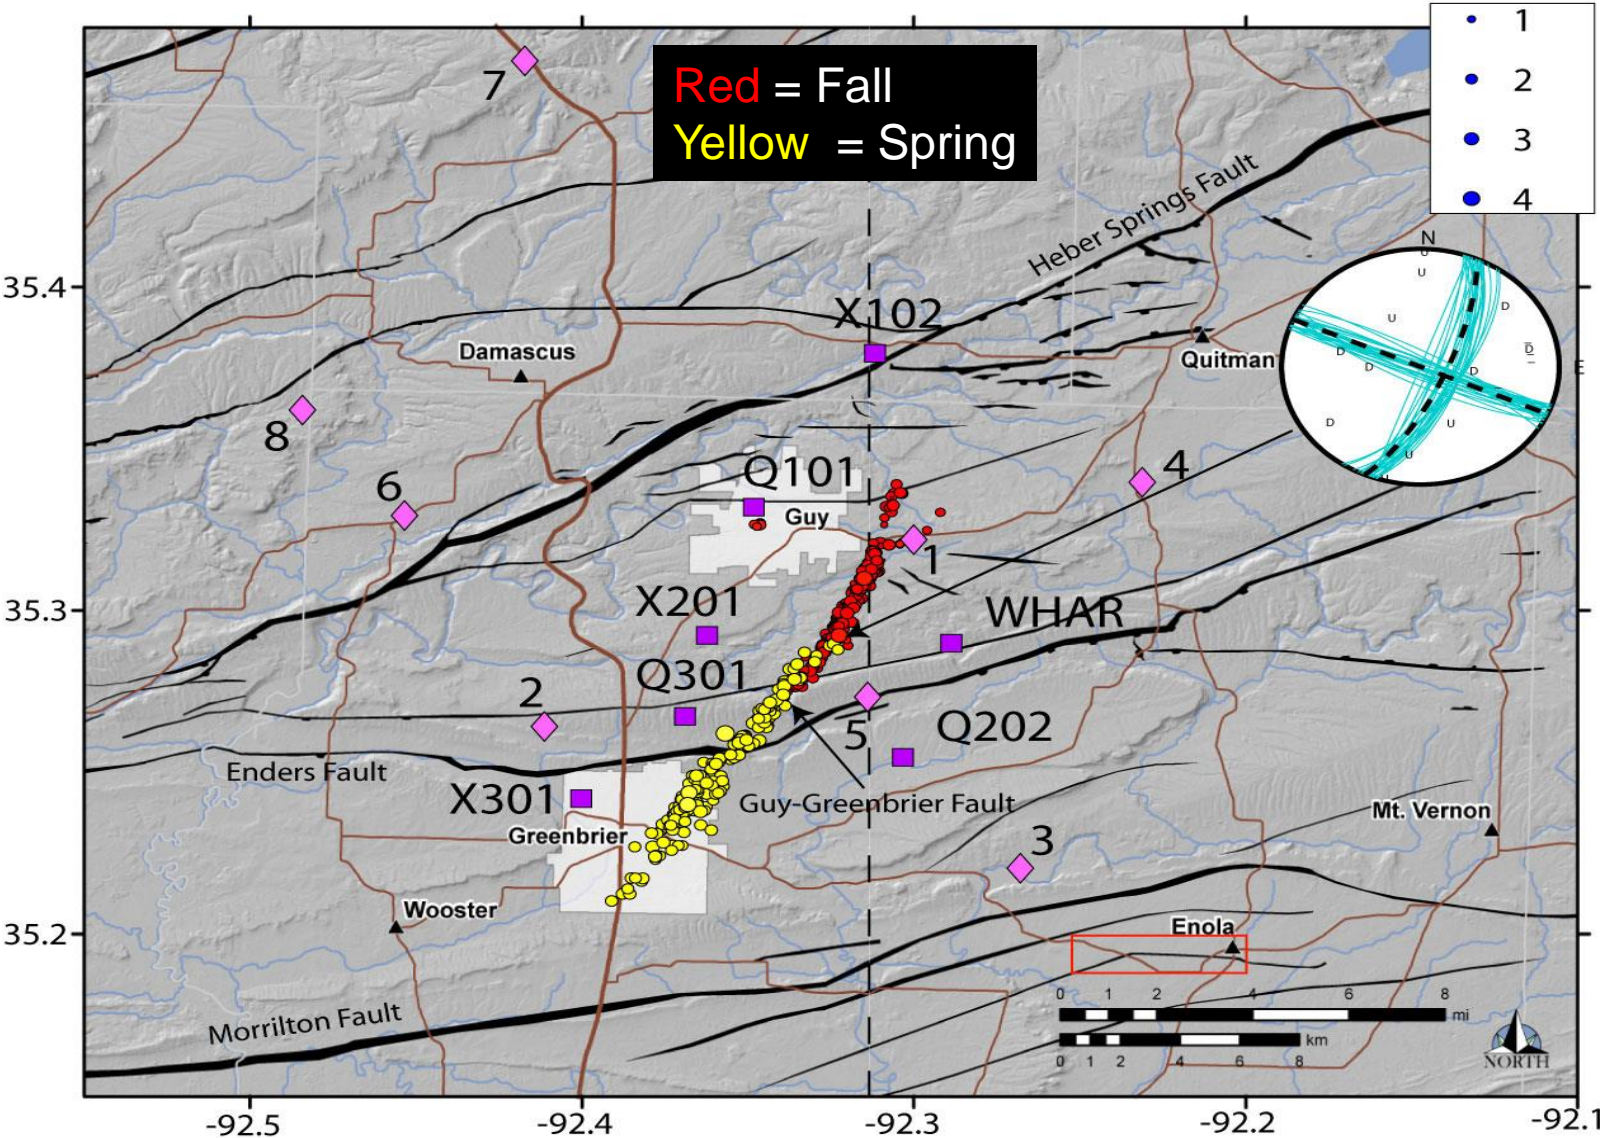 1
2
3
4
7
Red = Fall
Yellow = Spring
Heber Springs Fault
N
U
U
D
U
D
D
D
D
D
U
U
E
35.4
X102
Damascus
Quitman
8
6
Q101
Guy
4
1
35.3
X201
WHAR
Q301
2
5
Q202
Enders Fault
X301
Guy-Greenbrier Fault
Mt. Vernon
Greenbrier
3
Wooster
35.2
Enola
Morrilton Fault
0 1 2 4 6 8
mi
km
0 1 2 4 6 8
NORTH
-92.5 -92.4 -92.3 -92.2 -92.1